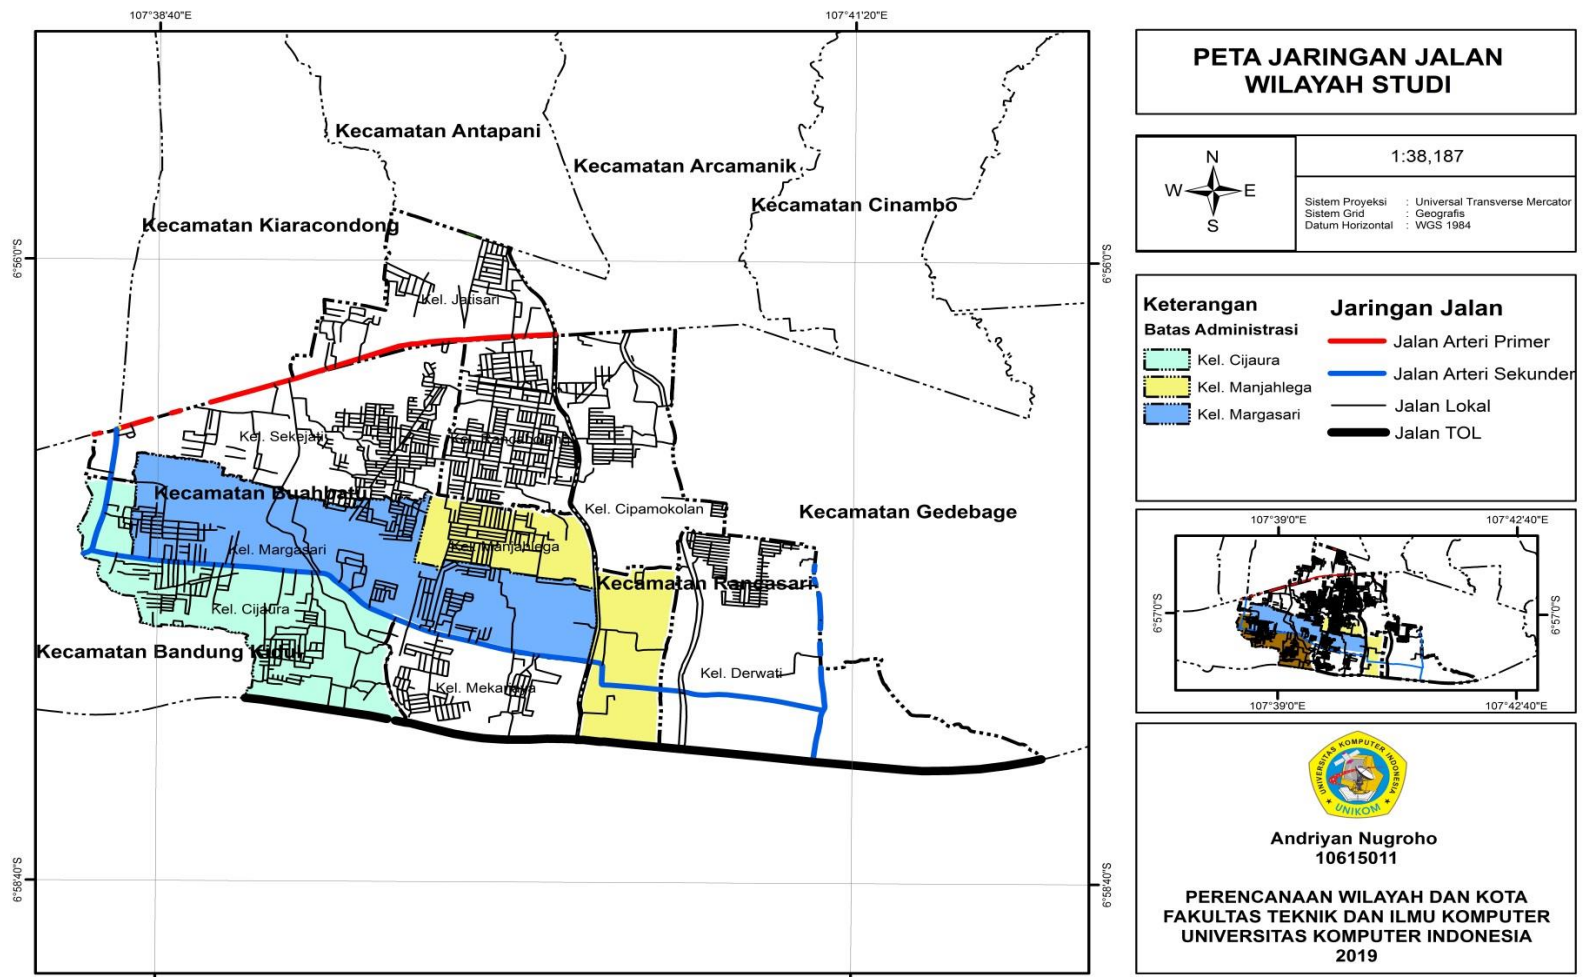 107°38'40"E
107°41'20"E
6°56'0"S
6°56'0"S
6°58'40"S
6°58'40"S
Kecamatan Antapani
Kecamatan Arcamanik
Kecamatan Cinambo
Kecamatan Kiaracondong
Kel. Jatisari
Kel. Sekejati
Kecamatan Buahbatu
Kel. Cipamokolan
Kecamatan Gedebage
Kel. Margasari
Kel. Manjahlega
Kecamatan Rancasari
Kel. Cijaura
Kecamatan Bandung Kidul
Kel. Mekarjaya
Kel. Derwati
PETA JARINGAN JALAN
WILAYAH STUDI
N
W
E
S
1:38,187
Sistem Proyeksi : Universal Transverse Mercator
Sistem Grid : Geografis
Datum Horizontal : WGS 1984
Keterangan
Batas Administrasi
Kel. Cijaura
Kel. Manjahlega
Kel. Margasari
Jaringan Jalan
Jalan Arteri Primer
Jalan Arteri Sekunder
Jalan Lokal
Jalan TOL
107°39'0"E
107°42'40"E
6°57'0"S
6°57'0"S
107°39'0"E
107°42'40"E
UNIVERSITAS KOMPUTER INDONESIA
UNIKOM
Andriyan Nugroho
10615011
PERENCANAAN WILAYAH DAN KOTA
FAKULTAS TEKNIK DAN ILMU KOMPUTER
UNIVERSITAS KOMPUTER INDONESIA
2019